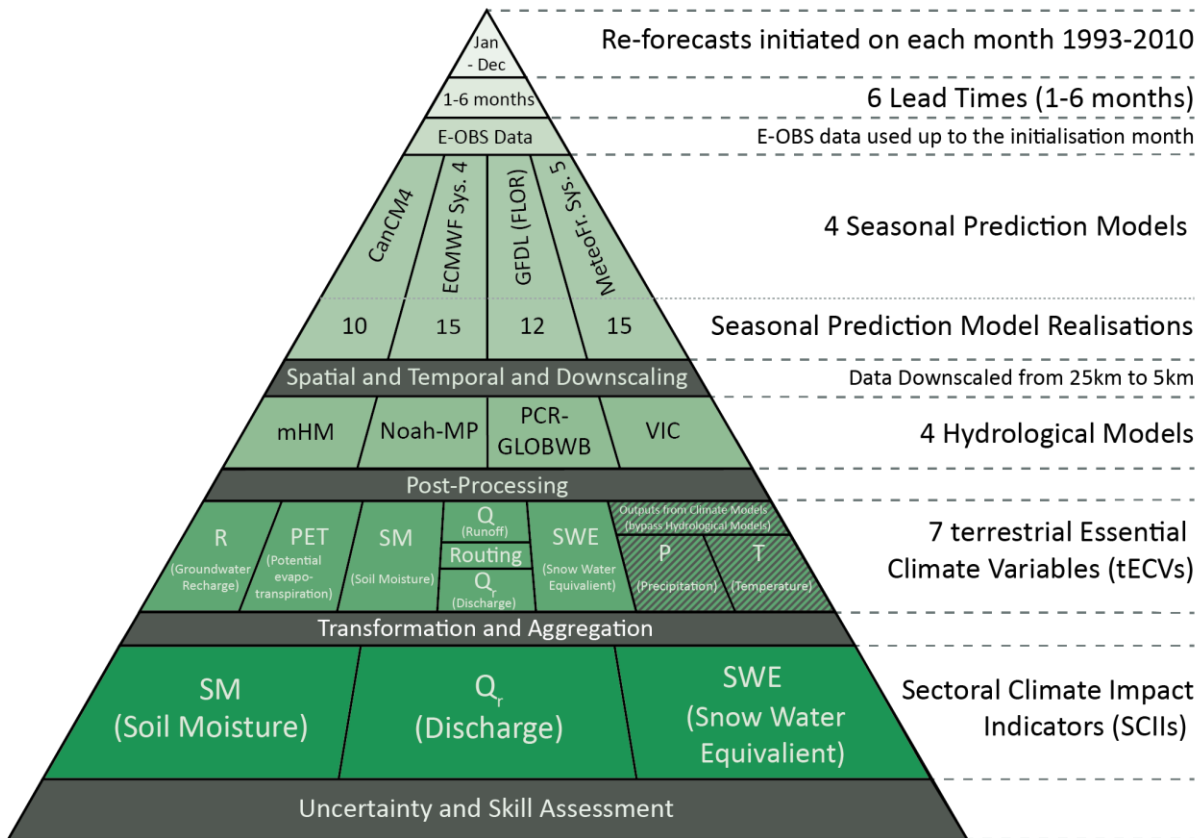 Jan
- Dec
Re-forecasts initiated on each month 1993-2010
1-6 months
6 Lead Times (1-6 months)
E-OBS Data
E-OBS data used up to the initialisation month
CanCM4
ECMWF Sys. 4
GFDL (FLOR)
MeteoFr. Sys. 5
4 Seasonal Prediction Models
10
15
12
15
Seasonal Prediction Model Realisations
Spatial and Temporal and Downscaling
Data Downscaled from 25km to 5km
mHM
Noah-MP
PCR-
GLOBWB
VIC
4 Hydrological Models
Post-Processing
R
(Groundwater
Recharge)
PET
(Potential
evapo-
transpiration)
SM
(Soil Moisture)
Q
(Runoff)
Routing
Qr
(Discharge)
SWE
(Snow Water
Equivalient)
Outputs from Climate Models
(bypass Hydrological Models)
P
(Precipitation)
T
(Temperature)
7 terrestrial Essential
Climate Variables (tECVs)
Transformation and Aggregation
SM
(Soil Moisture)
Qr
(Discharge)
SWE
(Snow Water
Equivalient)
Sectoral Climate Impact
Indicators (SCIIs)
Uncertainty and Skill Assessment